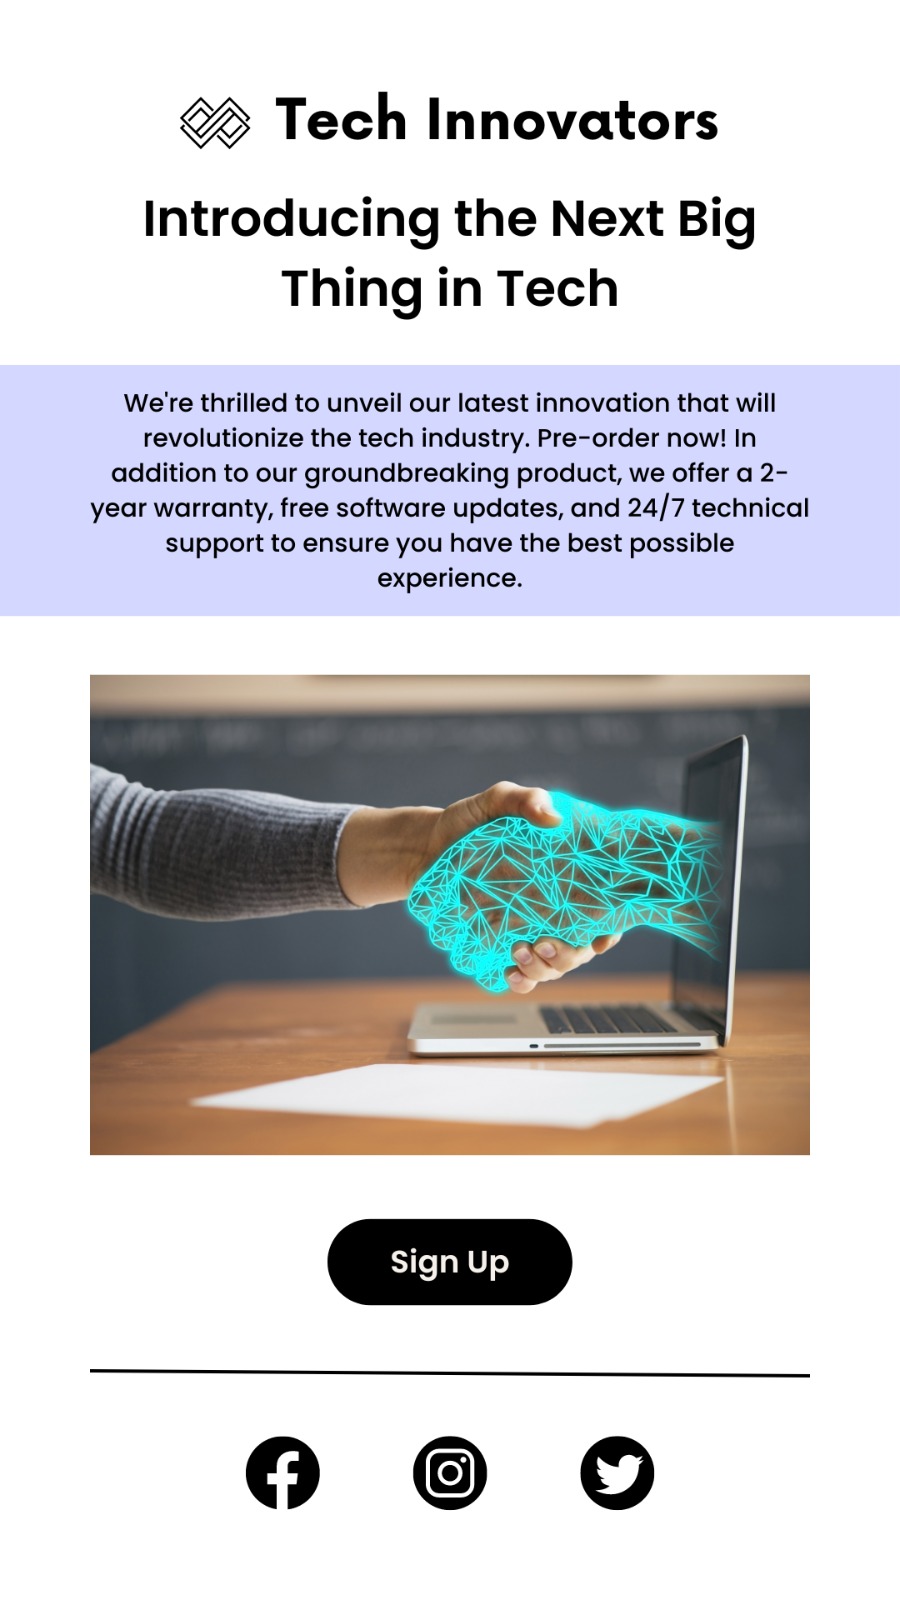 Tech Innovators
Introducing the Next Big
Thing in Tech
We're thrilled to unveil our latest innovation that will
revolutionize the tech industry. Pre-order now! In
addition to our groundbreaking product, we offer a 2-
year warranty, free software updates, and 24/7 technical
support to ensure you have the best possible
experience.
Sign Up